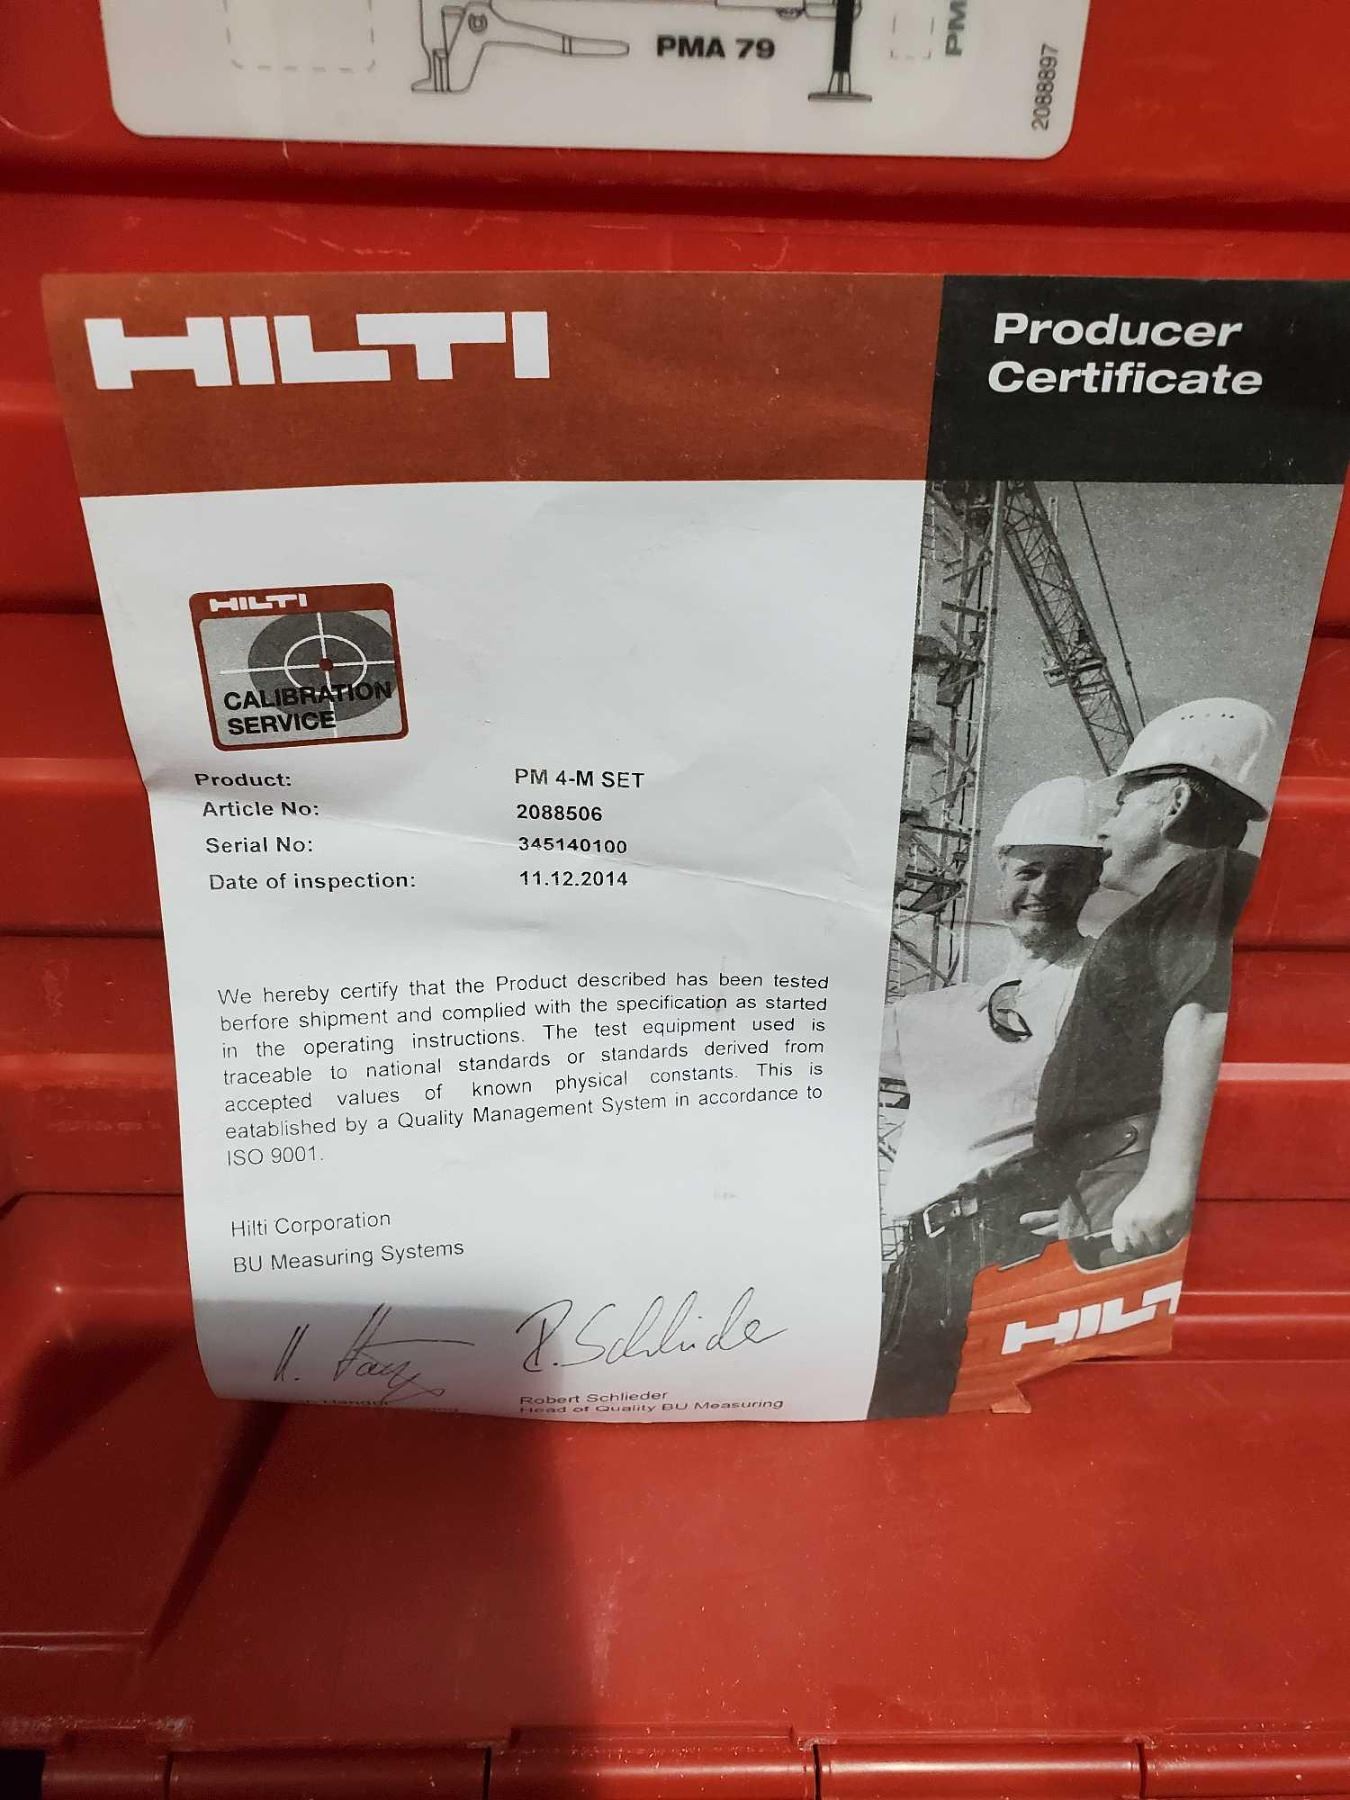 PMA 79
PM
2088897
HILTI
Producer
Certificate
HILTI
CALIBRATION
SERVICE
Product: PM 4-M SET
Article No: 2088506
Serial No: 345140100
Date of inspection: 11.12.2014
We hereby certify that the Product described has been tested
berfore shipment and complied with the specification as started
in the operating instructions. The test equipment used is
traceable to national standards or standards derived from
accepted values of known physical constants. This is
eatablished by a Quality Management System in accordance to
ISO 9001.
Hilti Corporation
BU Measuring Systems
R. Schlieder
Robert Schlieder
Head of Quality BU Measuring
HILT